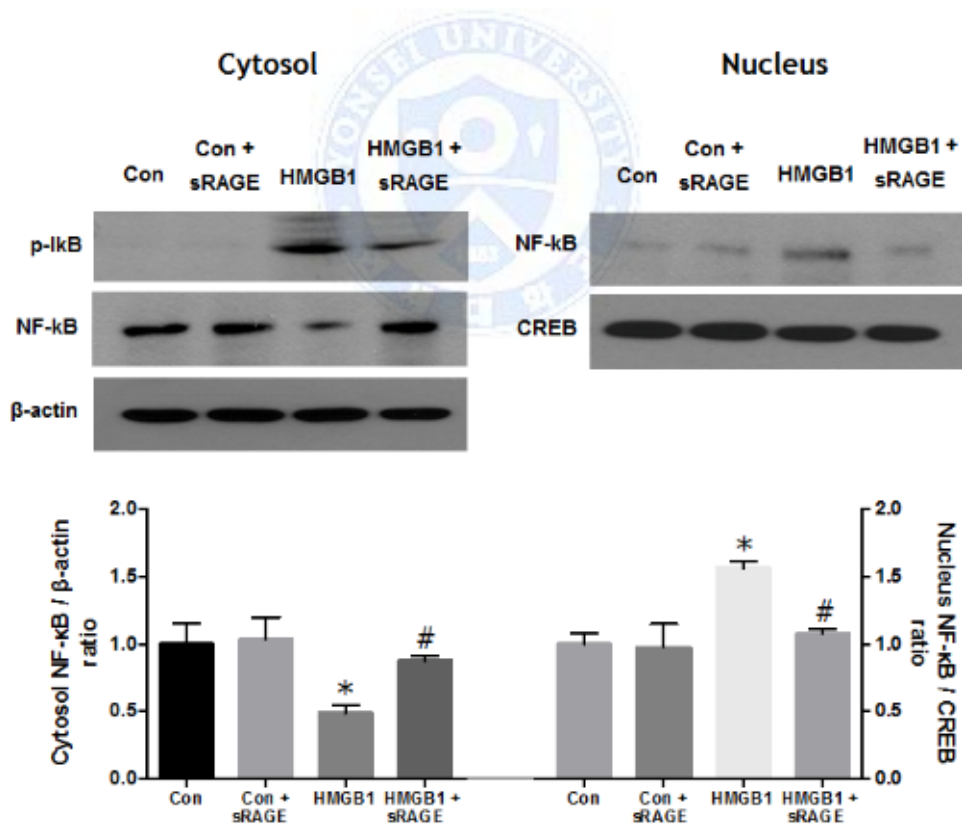 YONSEI UNIVERSITY
Cytosol
Nucleus
Con
Con +
sRAGE
HMGB1
HMGB1 +
sRAGE
Con
Con +
sRAGE
HMGB1
HMGB1 +
sRAGE
p-IkB
NF-kB
β-actin
NF-kB
CREB
Cytosol NF-κB / β-actin
ratio
2.0
1.5
1.0
0.5
0.0
*
#
*
#
Con
Con +
sRAGE
HMGB1
HMGB1 +
sRAGE
Con
Con +
sRAGE
HMGB1
HMGB1 +
sRAGE
2.0
1.5
1.0
0.5
0.0
Nucleus NF-κB / CREB
ratio